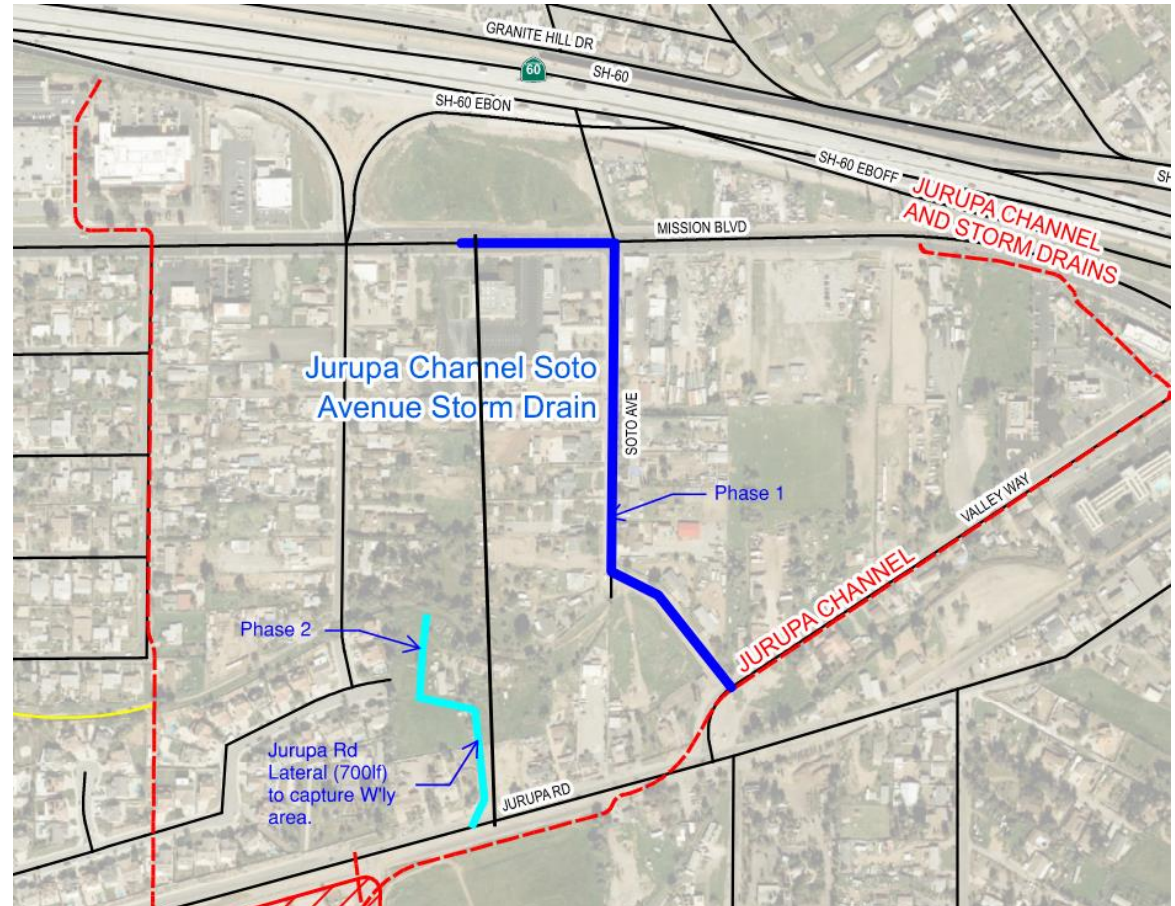 GRANITE HILL DR
60
SH-60
SH-60 EBON
SH-60 EBOFF
SH
JURUPA CHANNEL
AND STORM DRAINS
MISSION BLVD
Jurupa Channel Soto
Avenue Storm Drain
SOTO AVE
Phase 1
VALLEY WAY
JURUPA CHANNEL
Phase 2
Jurupa Rd
Lateral (700lf)
to capture W'ly
area.
JURUPA RD